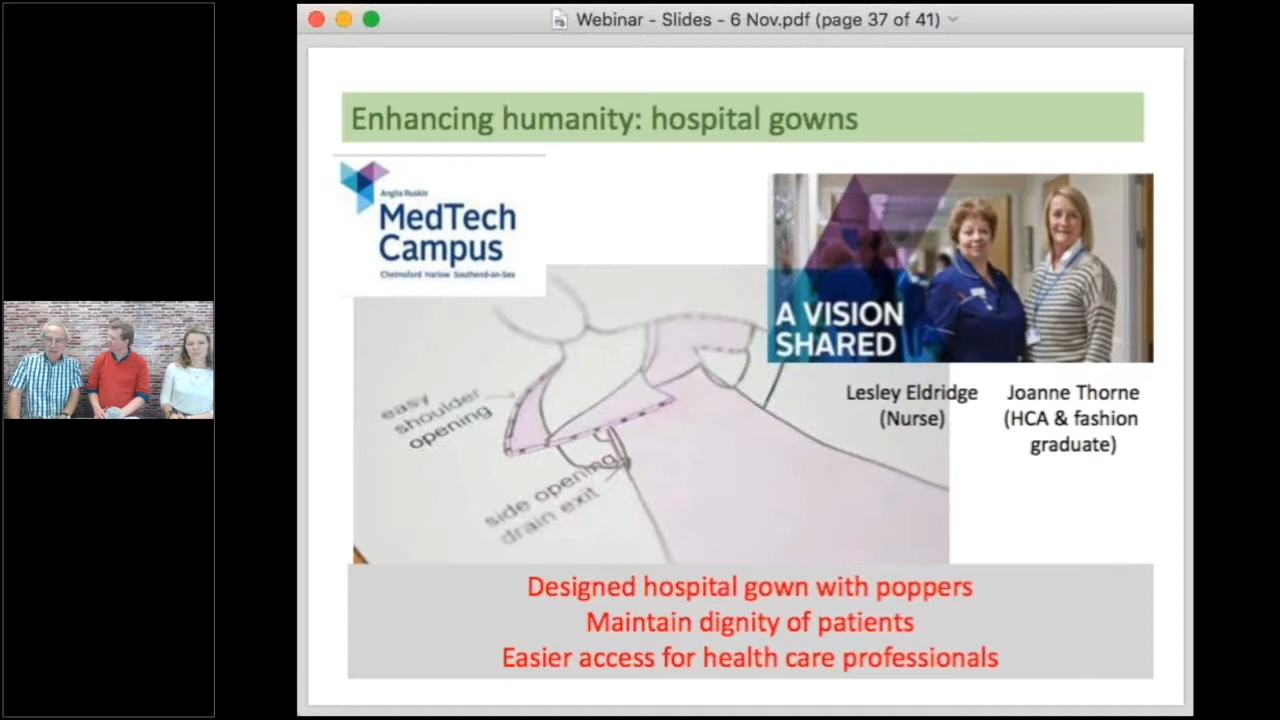 Webinar - Slides - 6 Nov.pdf (page 37 of 41)
Enhancing humanity: hospital gowns
Anglia Ruskin
MedTech
Campus
Chelmsford Harlow Southend-on-Sea
A VISION
SHARED
Lesley Eldridge
(Nurse)
Joanne Thorne
(HCA & fashion
graduate)
easy
shoulder
opening
side opening
drain exit
Designed hospital gown with poppers
Maintain dignity of patients
Easier access for health care professionals